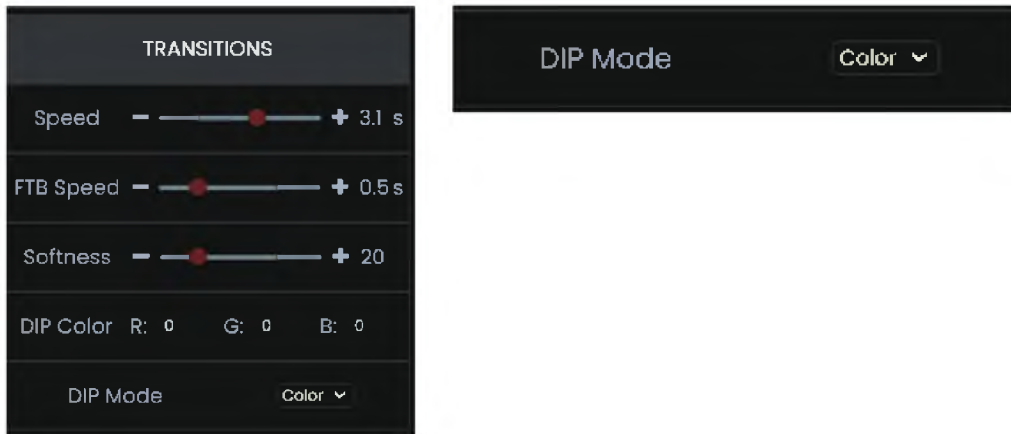 TRANSITIONS
Speed − + 3.1 s
FTB Speed − + 0.5 s
Softness − + 20
DIP Color R: 0 G: 0 B: 0
DIP Mode Color
DIP Mode Color